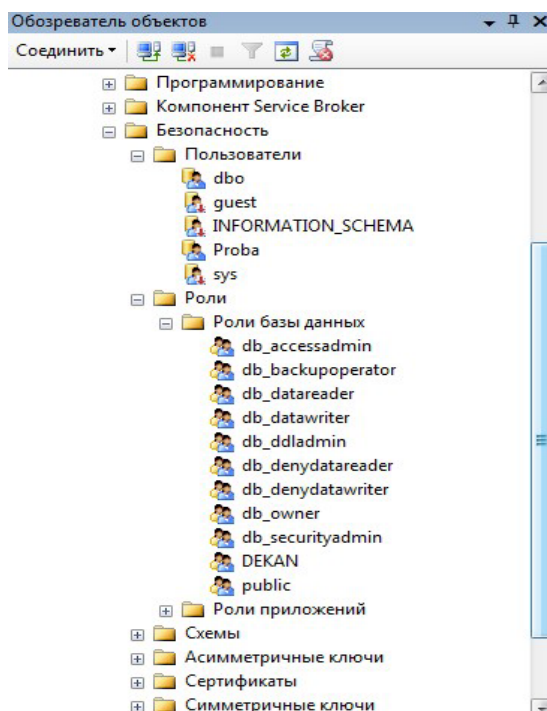 Обозреватель объектов
Соединить
Программирование
Компонент Service Broker
Безопасность
Пользователи
dbo
guest
INFORMATION_SCHEMA
Proba
sys
Роли
Роли базы данных
db_accessadmin
db_backupoperator
db_datareader
db_datawriter
db_ddladmin
db_denydatareader
db_denydatawriter
db_owner
db_securityadmin
DEKAN
public
Роли приложений
Схемы
Асимметричные ключи
Сертификаты
Симметричные ключи